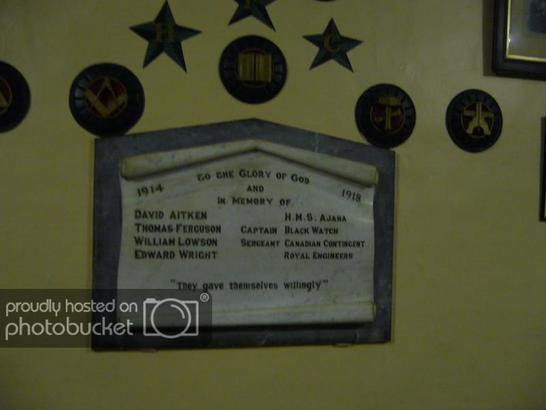 H
C
TO THE GLORY OF GOD
1914 AND 1918
IN MEMORY OF
DAVID AITKEN H.M.S. AJAHA
THOMAS FERGUSON CAPTAIN BLACK WATCH
WILLIAM LOWSON SERGEANT CANADIAN CONTINGENT
EDWARD WRIGHT ROYAL ENGINEERS
"They gave themselves willingly"
proudly hosted on
photobucket